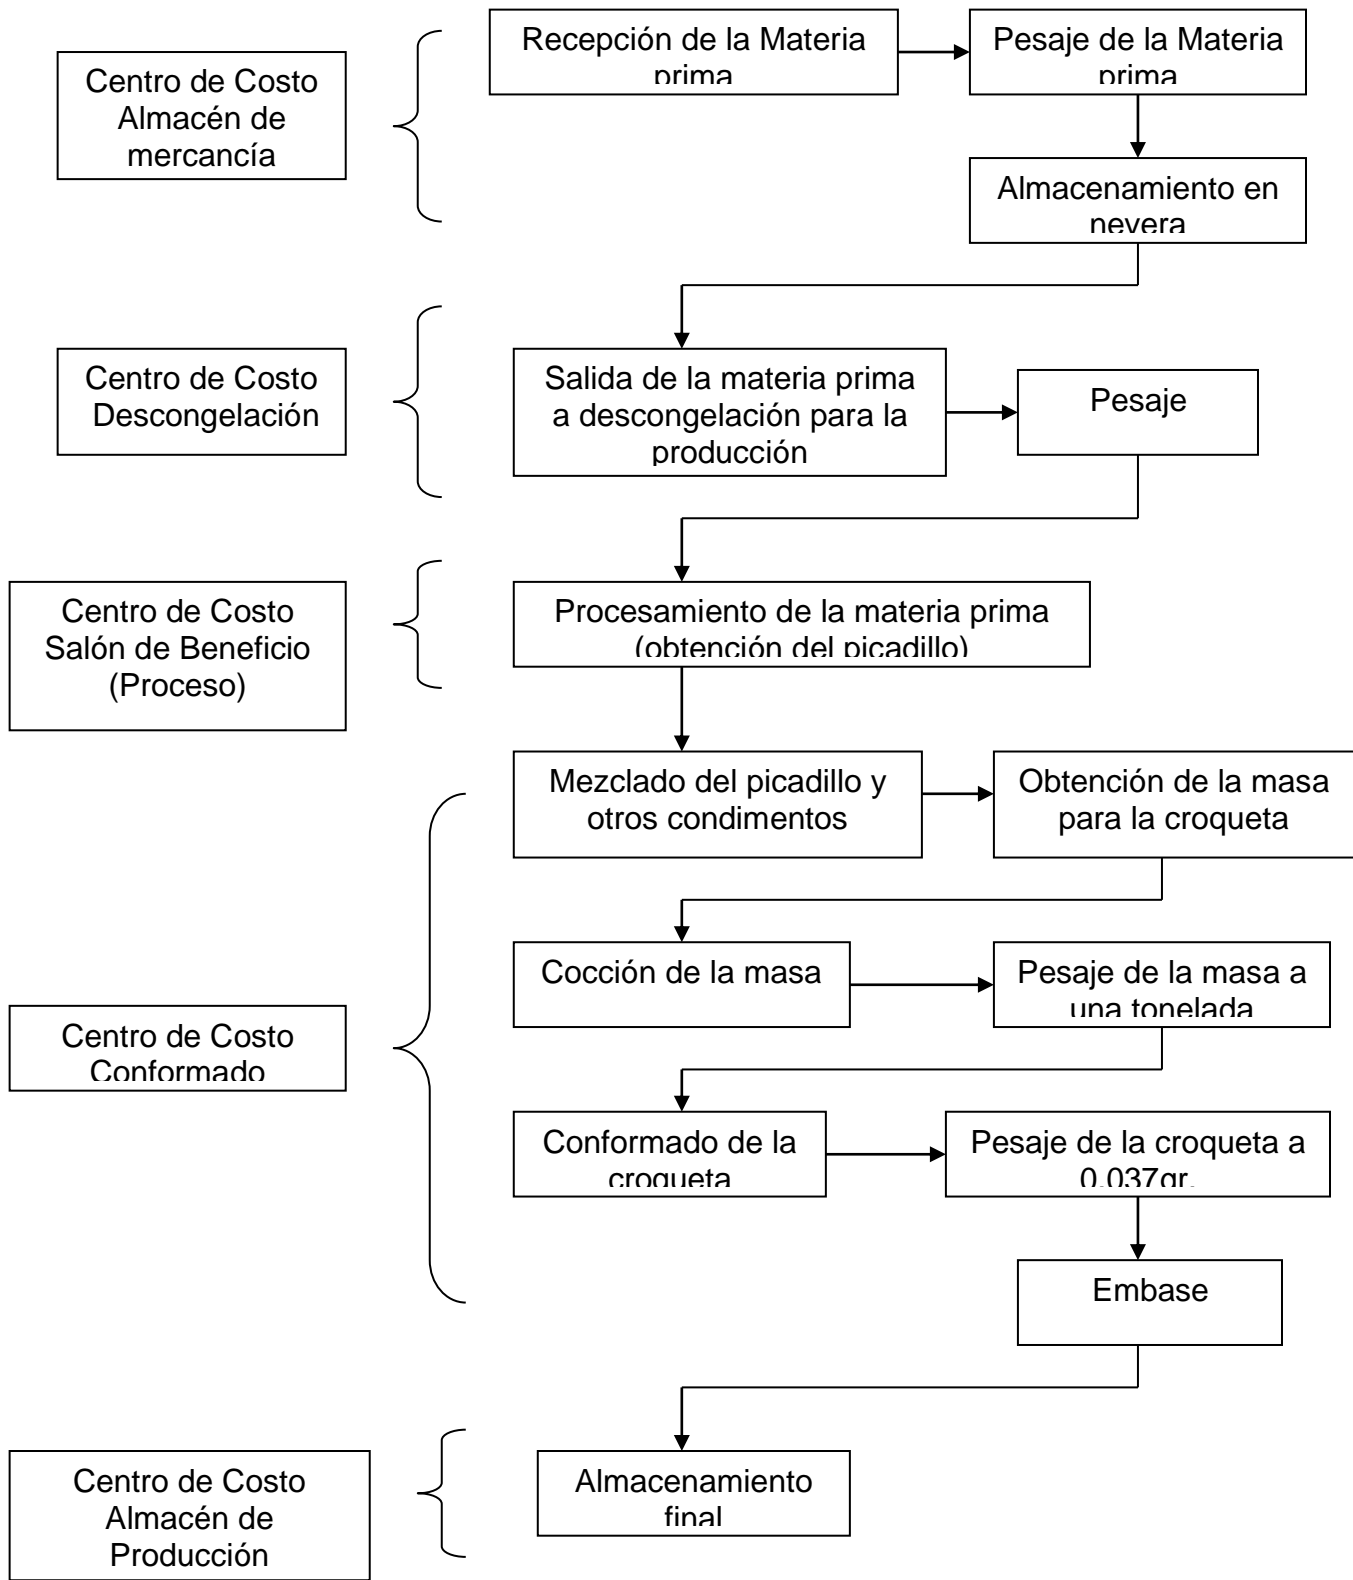 Recepción de la Materia
prima
Pesaje de la Materia
prima
Centro de Costo
Almacén de
mercancía
Almacenamiento en
nevera
Centro de Costo
Descongelación
Salida de la materia prima
a descongelación para la
producción
Pesaje
Centro de Costo
Salón de Beneficio
(Proceso)
Procesamiento de la materia prima
(obtención del picadillo)
Mezclado del picadillo y
otros condimentos
Obtención de la masa
para la croqueta
Cocción de la masa
Pesaje de la masa a
una tonelada
Centro de Costo
Conformado
Conformado de la
croqueta
Pesaje de la croqueta a
0.037gr.
Embase
Centro de Costo
Almacén de
Producción
Almacenamiento
final